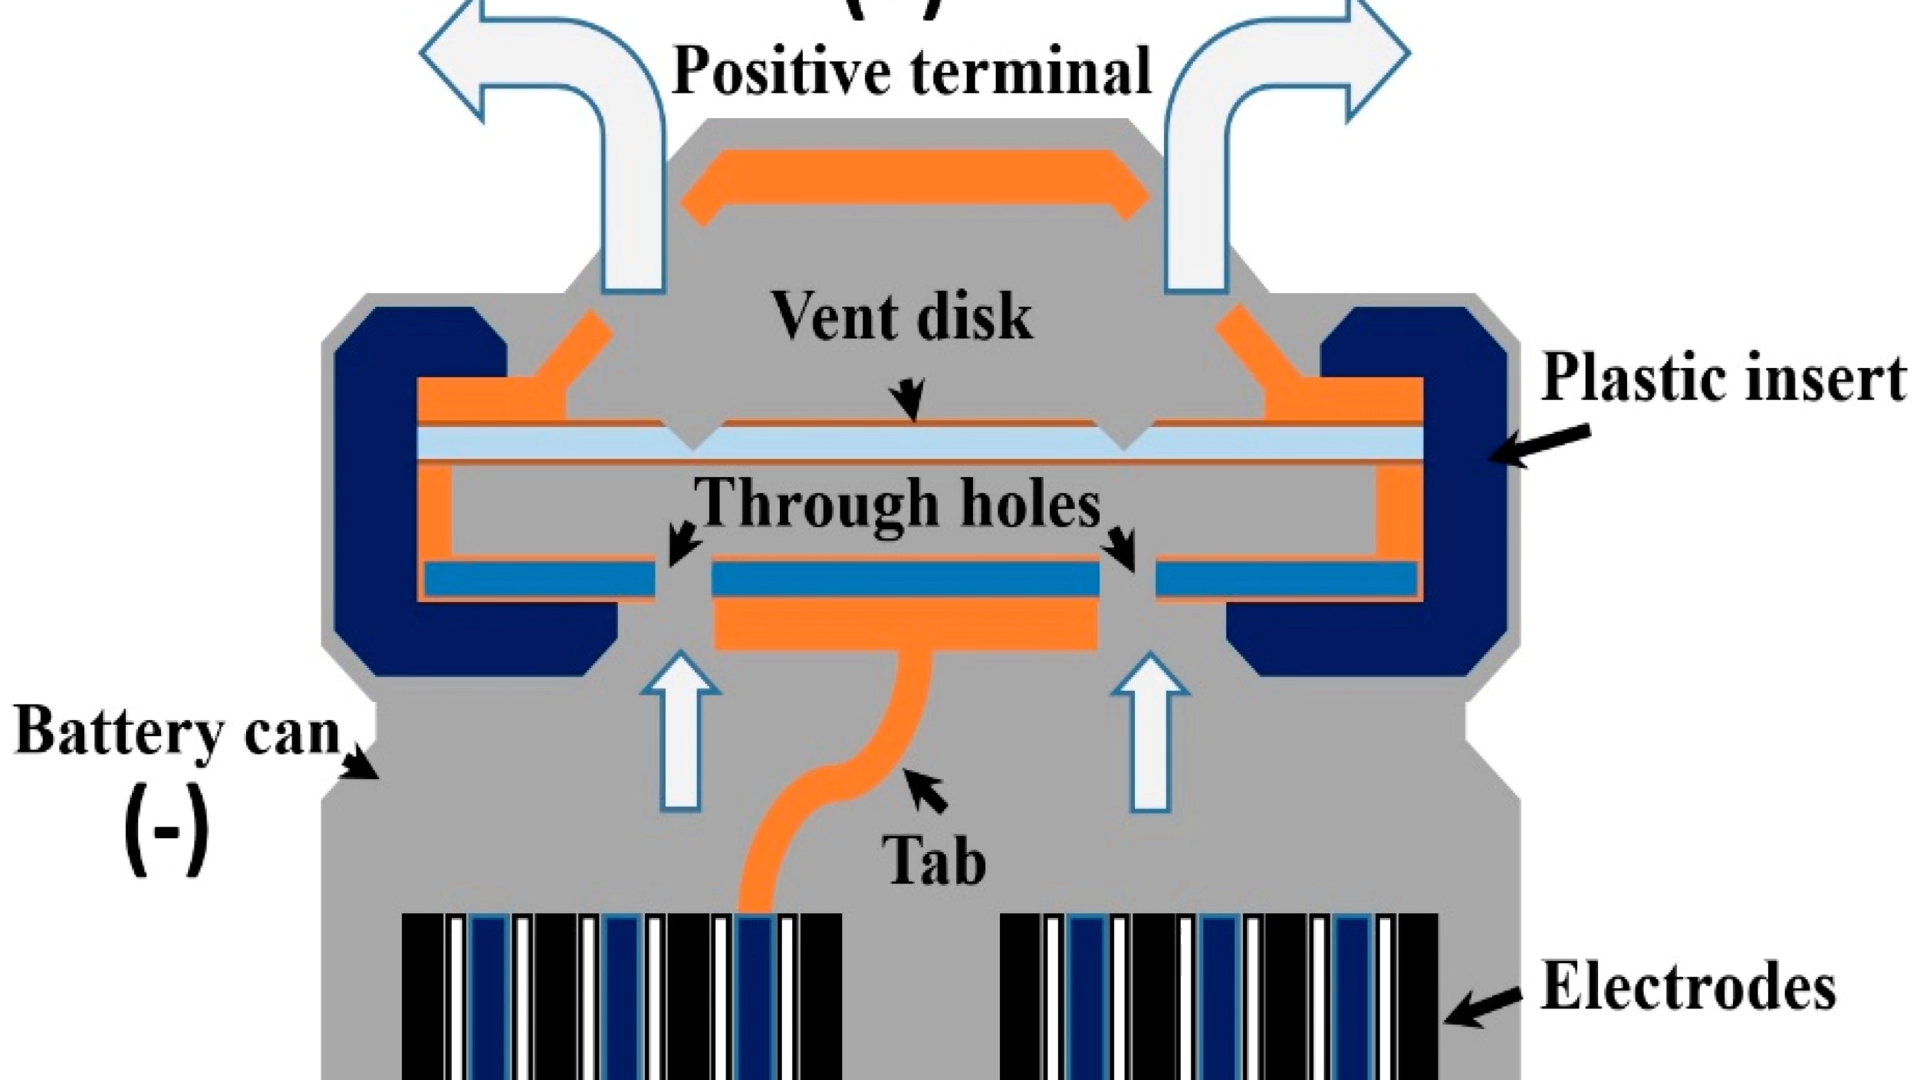 Positive terminal
Vent disk
Plastic insert
Through holes
Battery can
(-)
Tab
Electrodes